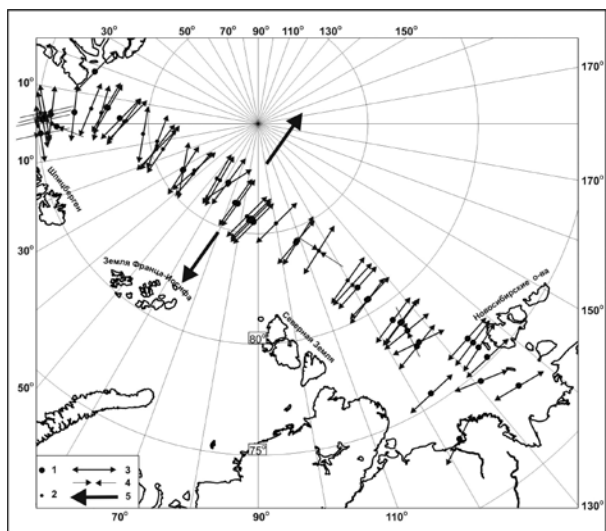 30° 50° 70° 90° 110° 130° 150°
170°
10°
10°
170°
Шпицберген
30°
Земля Франца-Иосифа
Новосибирские о-ва
150°
Северная Земля
80°
50°
75°
1 3
4
2 5
70° 90° 110° 130°